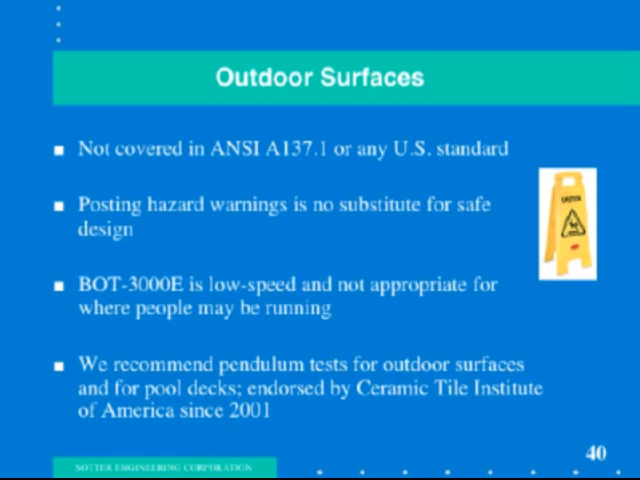 Outdoor Surfaces
Not covered in ANSI A137.1 or any U.S. standard
Posting hazard warnings is no substitute for safe
design
CAUTION
BOT-3000E is low-speed and not appropriate for
where people may be running
We recommend pendulum tests for outdoor surfaces
and for pool decks; endorsed by Ceramic Tile Institute
of America since 2001
40
SOTTER ENGINEERING CORPORATION